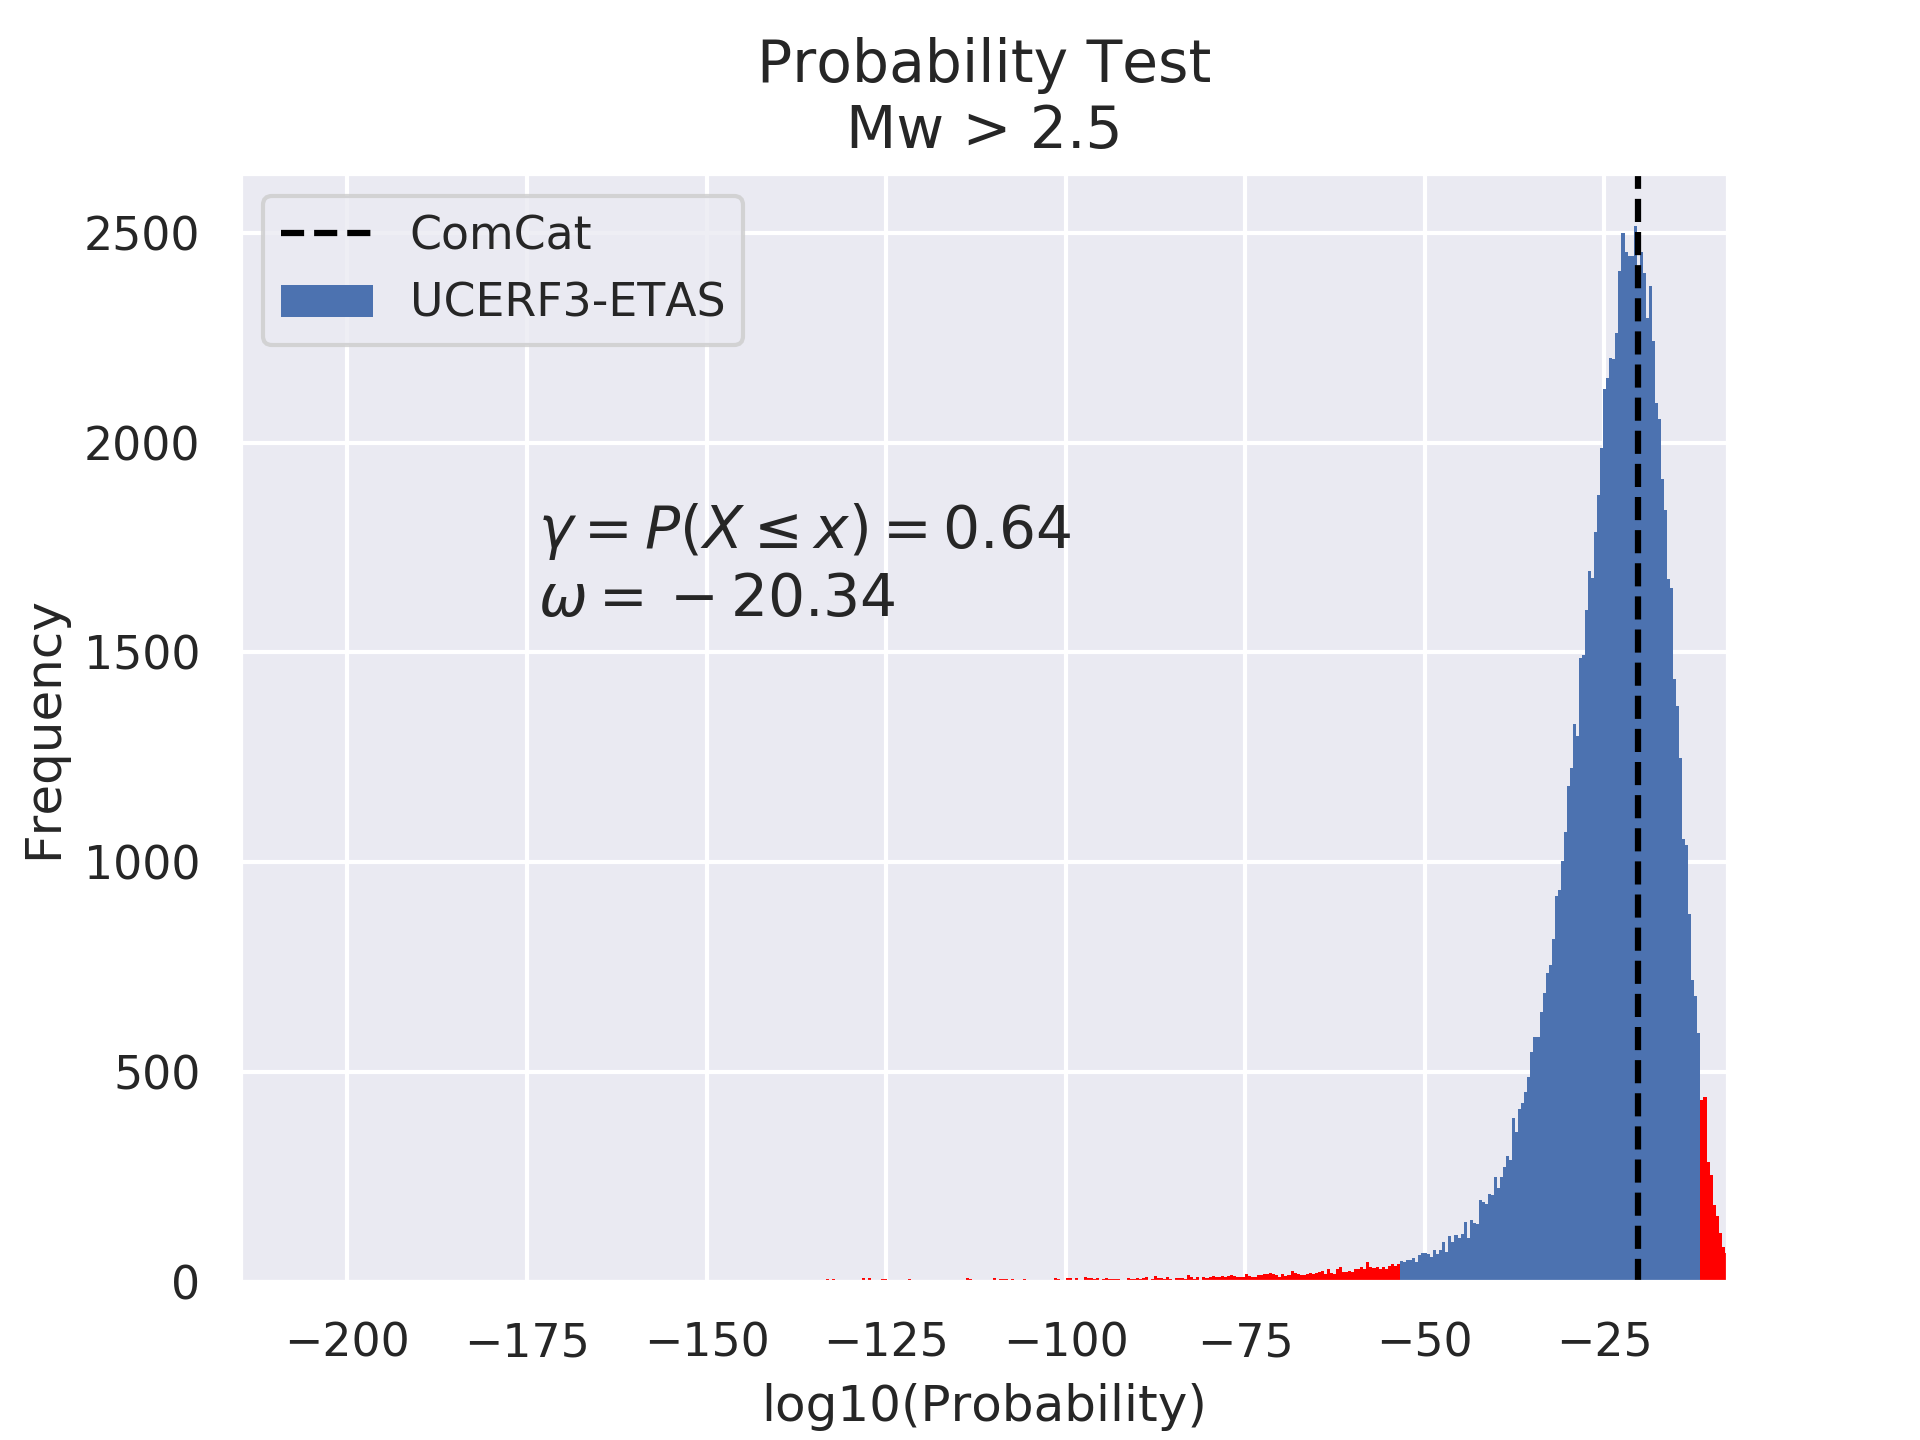 Probability Test
Mw > 2.5
ComCat
UCERF3-ETAS
γ = P(X ≤ x) = 0.64
ω = −20.34
Frequency
2500
2000
1500
1000
500
0
−200 −175 −150 −125 −100 −75 −50 −25
log10(Probability)